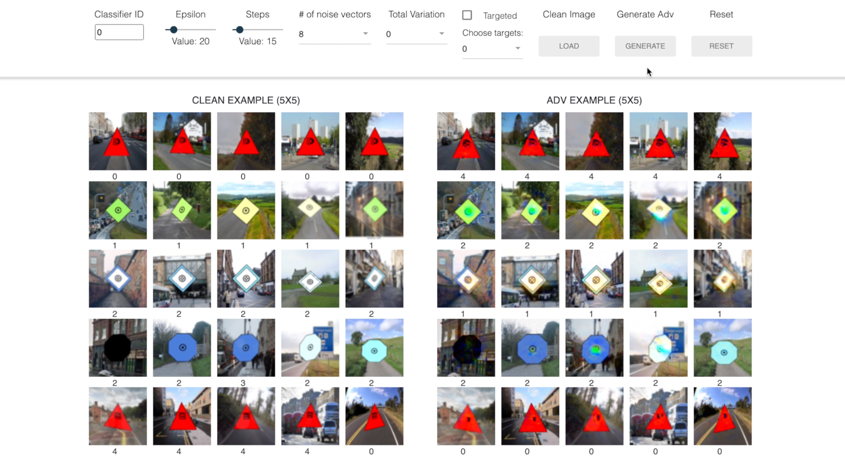 Classifier ID Epsilon Steps # of noise vectors Total Variation Targeted Clean Image Generate Adv Reset
0 Value: 20 Value: 15 8 0 Choose targets: 0 LOAD GENERATE RESET
CLEAN EXAMPLE (5X5) ADV EXAMPLE (5X5)
0 0 0 0 0 4 4 4 4 4
1 1 1 1 1 2 2 2 2 2
2 2 2 2 2 1 1 1 1 1
2 2 3 2 2 2 2 2 2 2
4 4 4 4 0 0 0 0 0 0